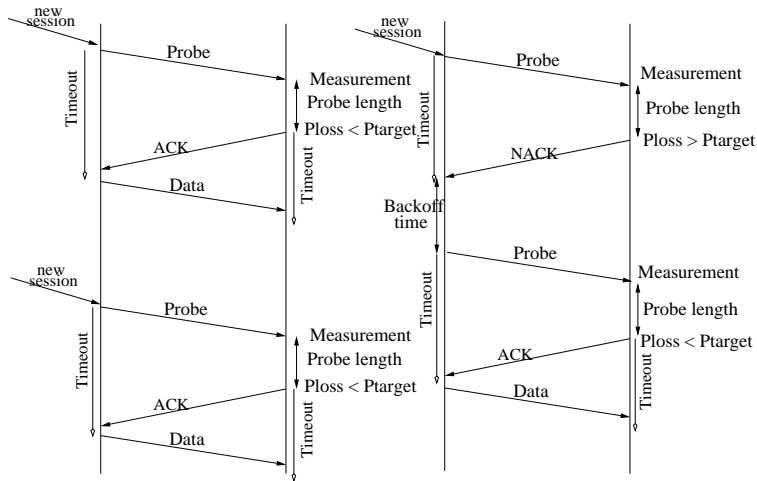 new
session
Probe
Measurement
Timeout
Probe length
Ploss < Ptarget
ACK
Timeout
Data
new
session
Probe
Measurement
Timeout
Probe length
Ploss < Ptarget
ACK
Timeout
Data
new
session
Probe
Measurement
Timeout
Probe length
Ploss > Ptarget
NACK
Backoff
time
Probe
Measurement
Timeout
Probe length
Ploss < Ptarget
ACK
Timeout
Data